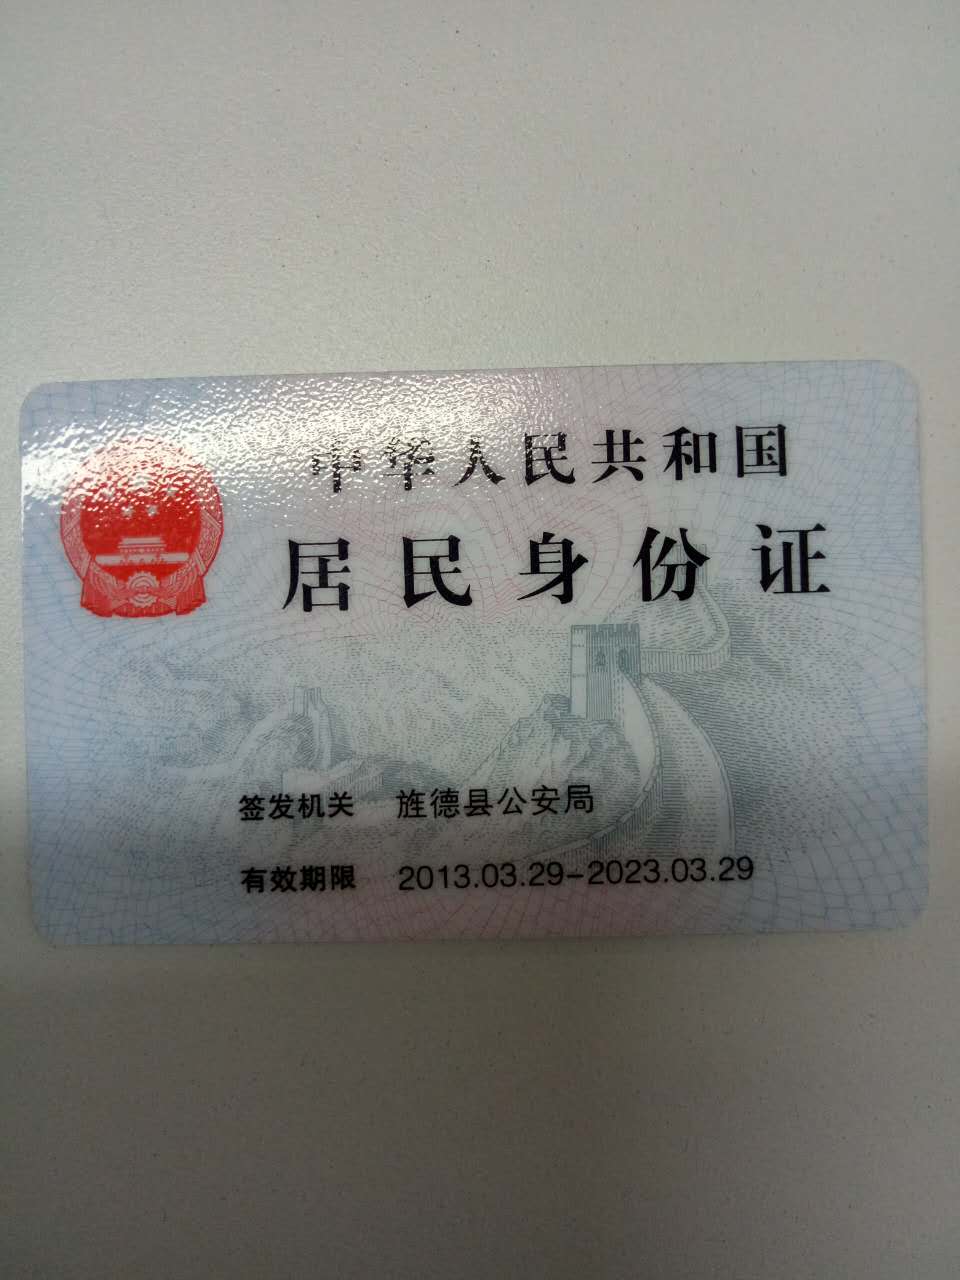 中华人民共和国
居民身份证
签发机关 旌德县公安局
有效期限 2013.03.29-2023.03.29